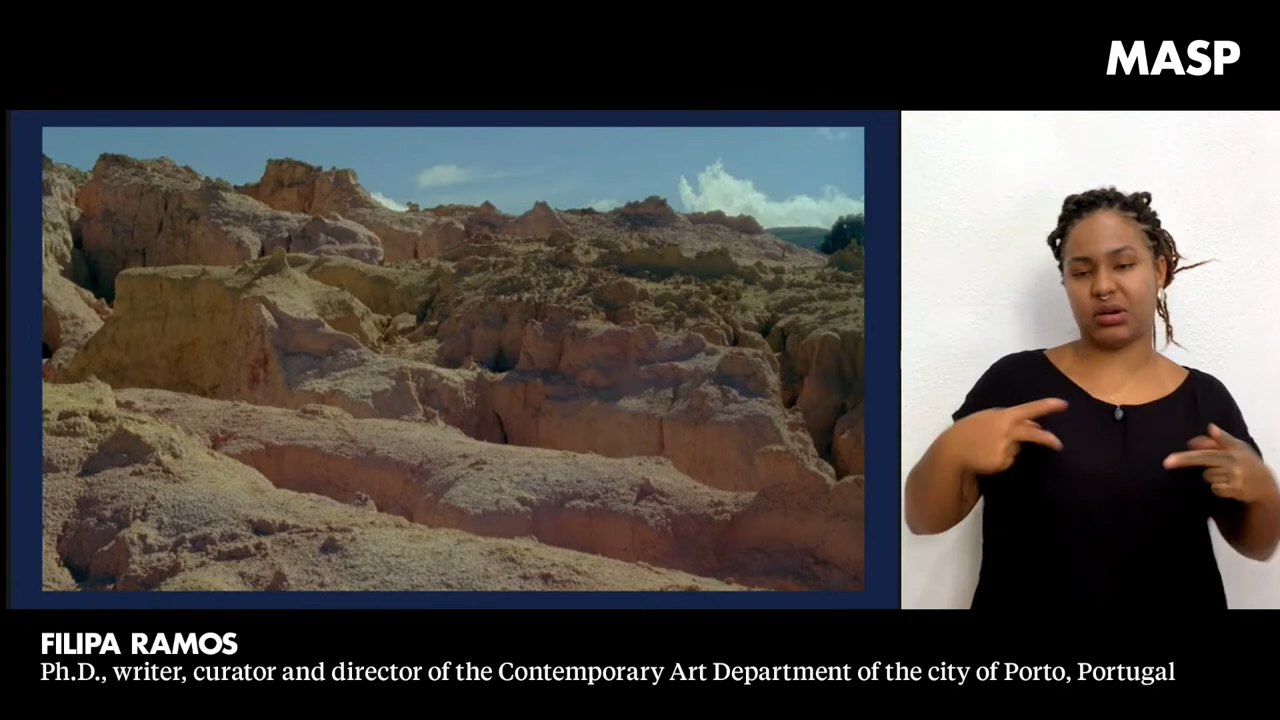 MASP
FILIPA RAMOS
Ph.D., writer, curator and director of the Contemporary Art Department of the city of Porto, Portugal